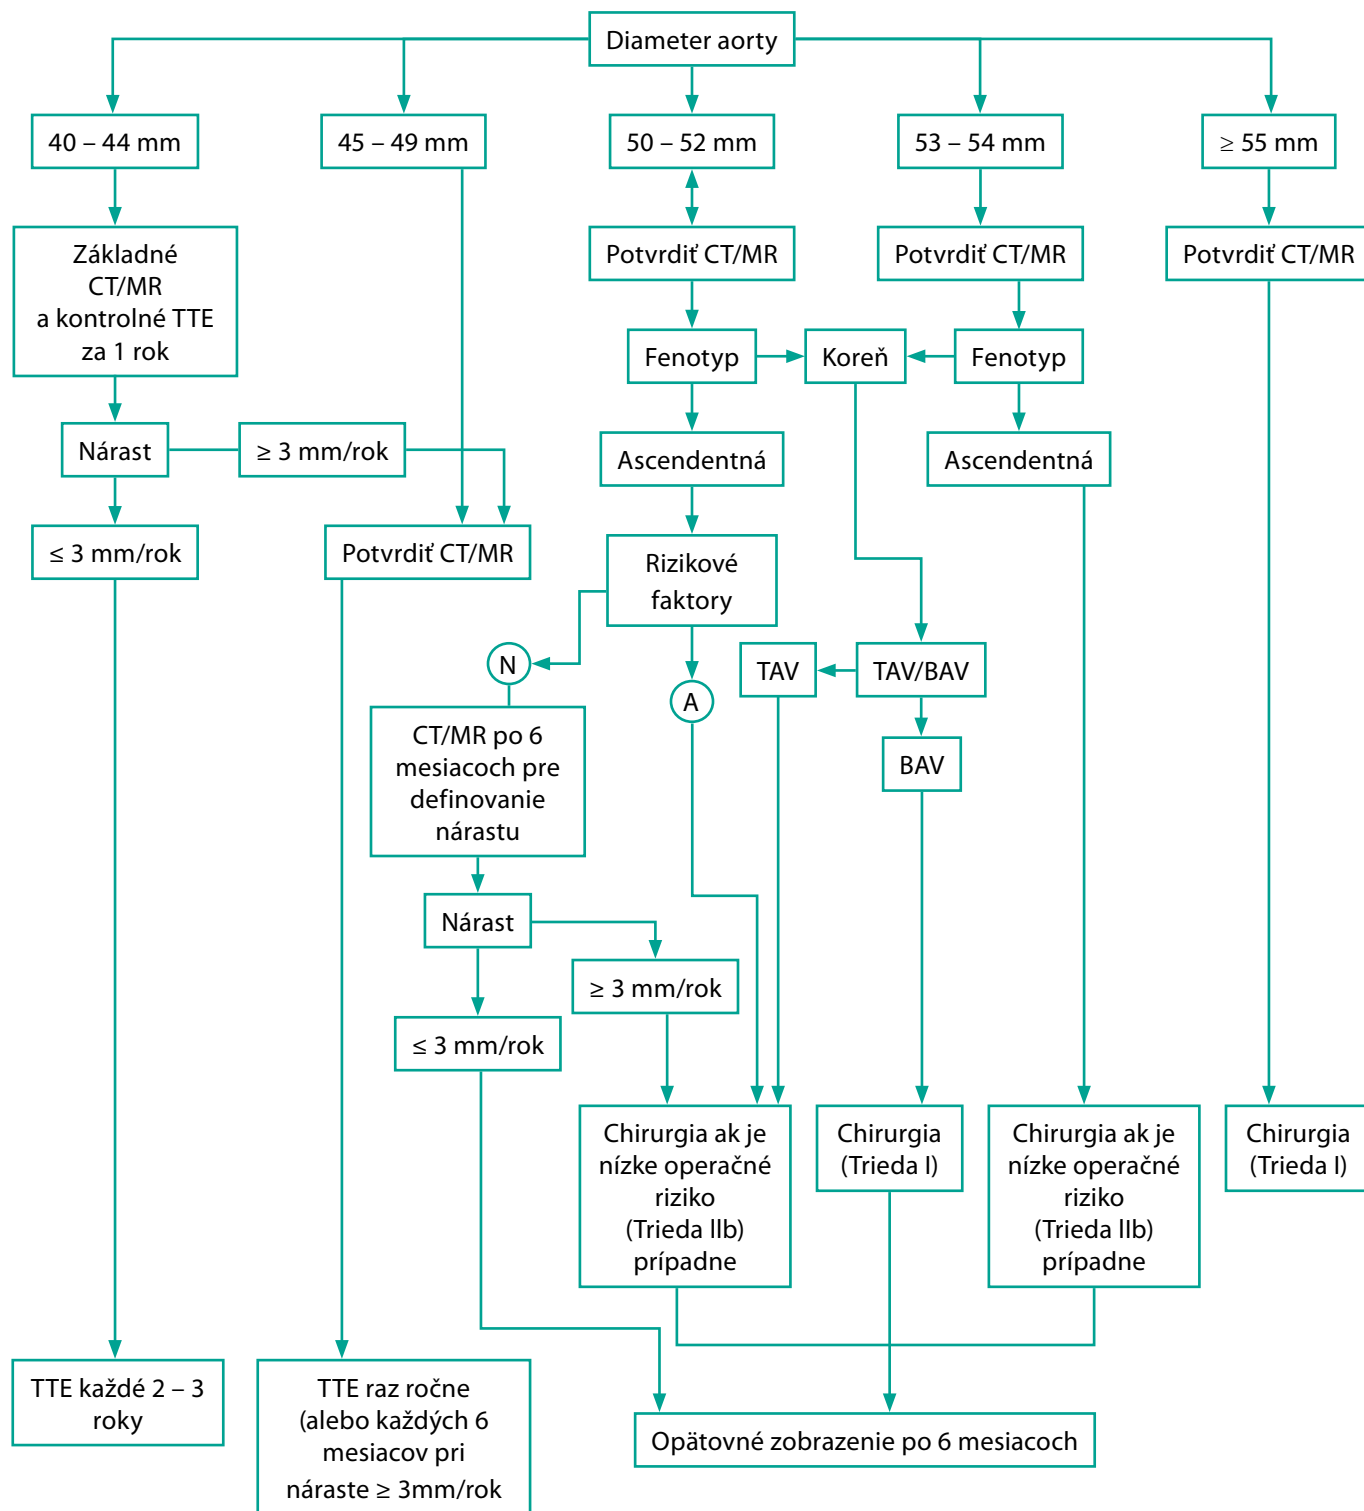 Diameter aorty
40 – 44 mm
45 – 49 mm
50 – 52 mm
53 – 54 mm
≥ 55 mm
Základné
CT/MR
a kontrolné TTE
za 1 rok
Potvrdiť CT/MR
Potvrdiť CT/MR
Potvrdiť CT/MR
Fenotyp
Koreň
Fenotyp
Nárast
≥ 3 mm/rok
Ascendentná
Ascendentná
≤ 3 mm/rok
Potvrdiť CT/MR
Rizikové
faktory
N
A
TAV
TAV/BAV
CT/MR po 6
mesiacoch pre
definovanie
nárastu
BAV
Nárast
≥ 3 mm/rok
≤ 3 mm/rok
Chirurgia ak je
nízke operačné
riziko
(Trieda IIb)
prípadne
Chirurgia
(Trieda I)
Chirurgia ak je
nízke operačné
riziko
(Trieda IIb)
prípadne
Chirurgia
(Trieda I)
TTE každé 2 – 3
roky
TTE raz ročne
(alebo každých 6
mesiacov pri
náraste ≥ 3mm/rok
Opätovné zobrazenie po 6 mesiacoch